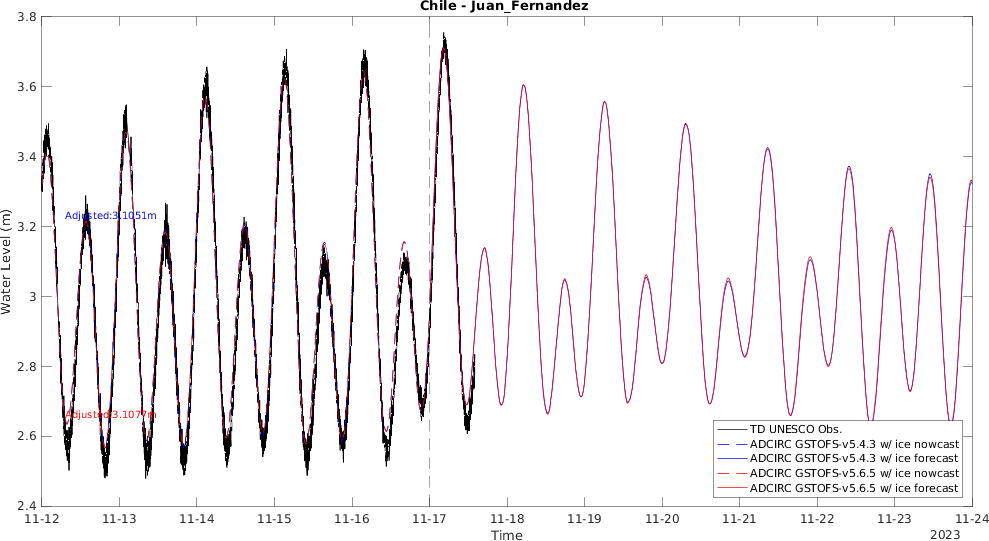 Chile - Juan_Fernandez
3.8
3.6
3.4
3.2
3
2.8
2.6
2.4
Water Level (m)
Adjusted:3.1051m
Adjusted:3.1077m
TD UNESCO Obs.
ADCIRC GSTOFS-v5.4.3 w/ ice nowcast
ADCIRC GSTOFS-v5.4.3 w/ ice forecast
ADCIRC GSTOFS-v5.6.5 w/ ice nowcast
ADCIRC GSTOFS-v5.6.5 w/ ice forecast
11-12 11-13 11-14 11-15 11-16 11-17 11-18 11-19 11-20 11-21 11-22 11-23 11-24
Time
2023